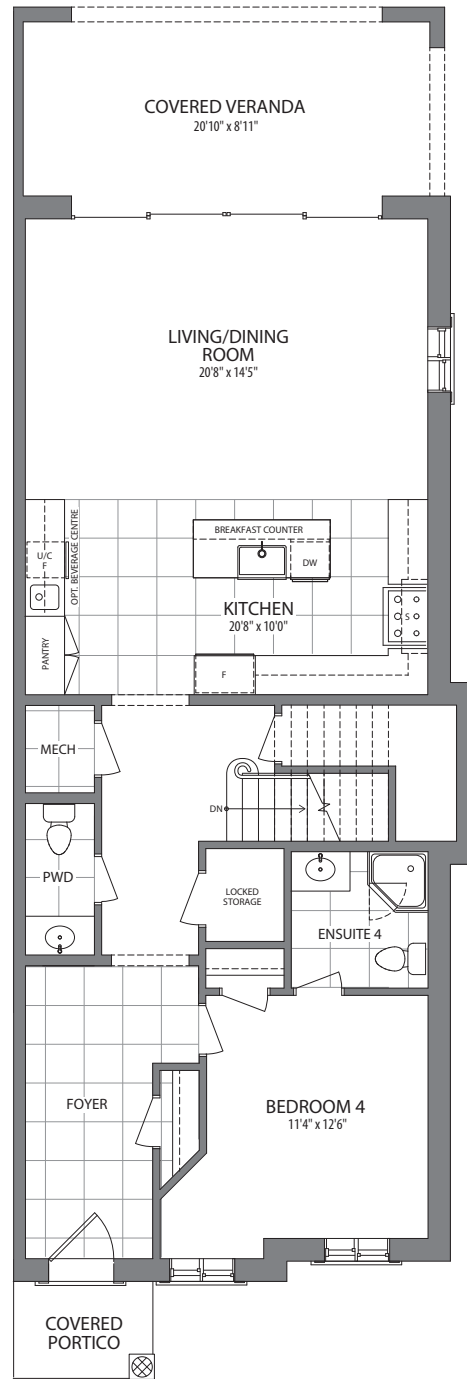 COVERED VERANDA
20'10" x 8'11"
LIVING/DINING
ROOM
20'8" x 14'5"
BREAKFAST COUNTER
U/C
F
OPT. BEVERAGE CENTRE
DW
KITCHEN
20'8" x 10'0"
S
PANTRY
F
MECH
DN
PWD
LOCKED
STORAGE
ENSUITE 4
FOYER
BEDROOM 4
11'4" x 12'6"
COVERED
PORTICO